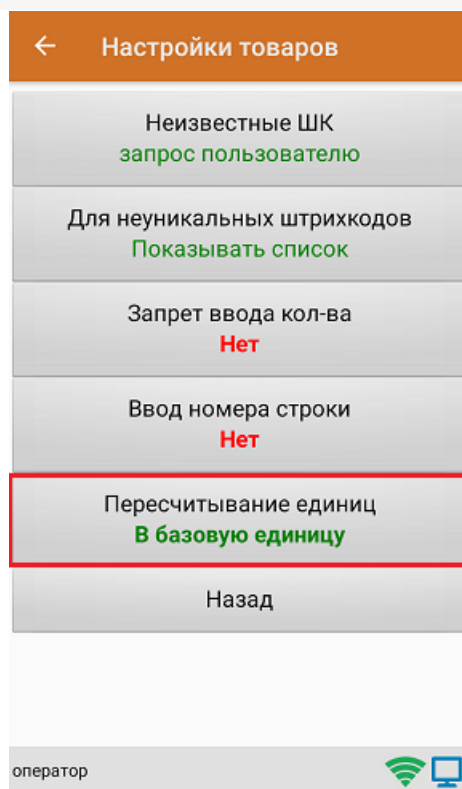 Настройки товаров
Неизвестные ШК
запрос пользователю
Для неуникальных штрихкодов
Показывать список
Запрет ввода кол-ва
Нет
Ввод номера строки
Нет
Пересчитывание единиц
В базовую единицу
Назад
оператор